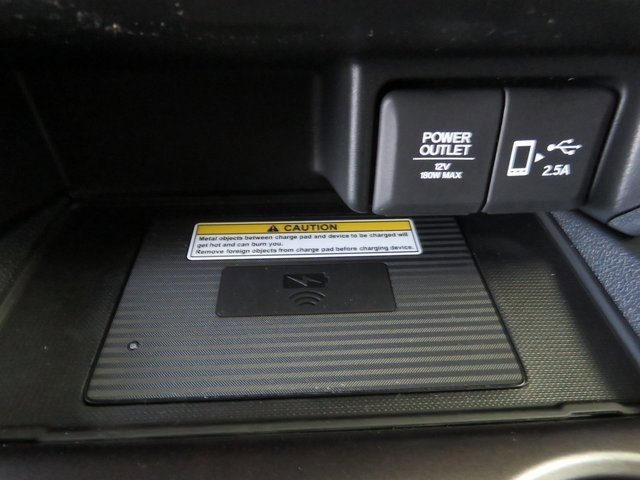 POWER
OUTLET
12V
180W MAX
2.5A
CAUTION
Metal objects between charge pad and device to be charged will
get hot and can burn you.
Remove foreign objects from charge pad before charging device.